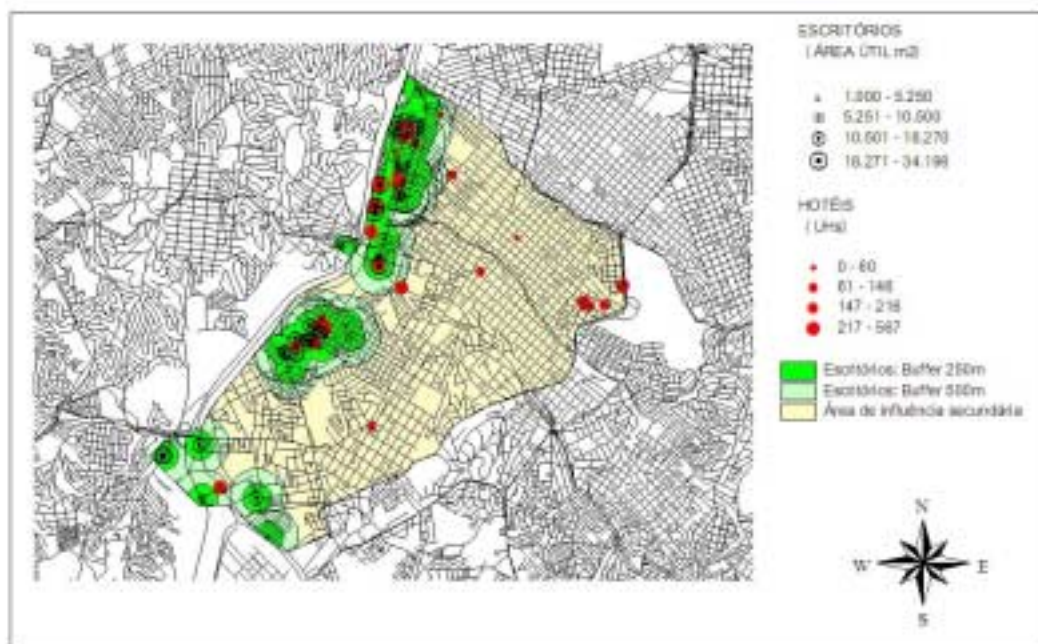 ESCRITÓRIOS
(ÁREA ÚTIL m2)
1.000 - 5.250
5.251 - 10.500
10.501 - 18.270
18.271 - 34.198
HOTÉIS
(UHs)
0 - 60
61 - 146
147 - 216
217 - 587
Escritórios: Buffer 250m
Escritórios: Buffer 500m
Área de influência secundária
N
W
E
S